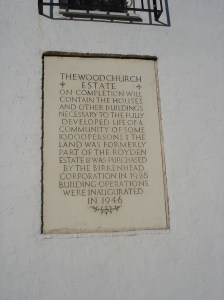 THE WOODCHURCH
ESTATE
ON COMPLETION WILL
CONTAIN THE HOUSES
AND OTHER BUILDINGS
NECESSARY TO THE FULLY
DEVELOPED LIFE OF A
COMMUNITY OF SOME
10000 PERSONS THE
LAND WAS FORMERLY
PART OF THE ROYDEN
ESTATE & WAS PURCHASED
BY THE BIRKENHEAD
CORPORATION IN 1926
BUILDING OPERATIONS
WERE INAUGURATED
IN 1946